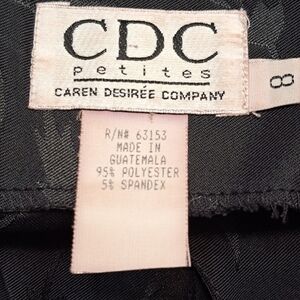 CDC
petites
CAREN DESIRÉE COMPANY
8
R/N# 63153
MADE IN
GUATEMALA
95% POLYESTER
5% SPANDEX